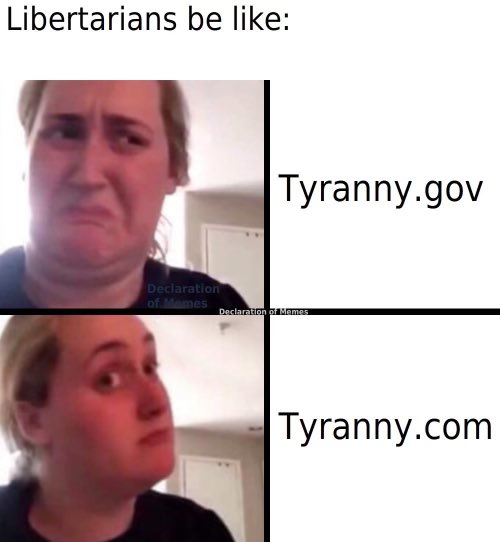 Libertarians be like:
Tyranny.gov
Declaration
of Memes
Declaration of Memes
Tyranny.com